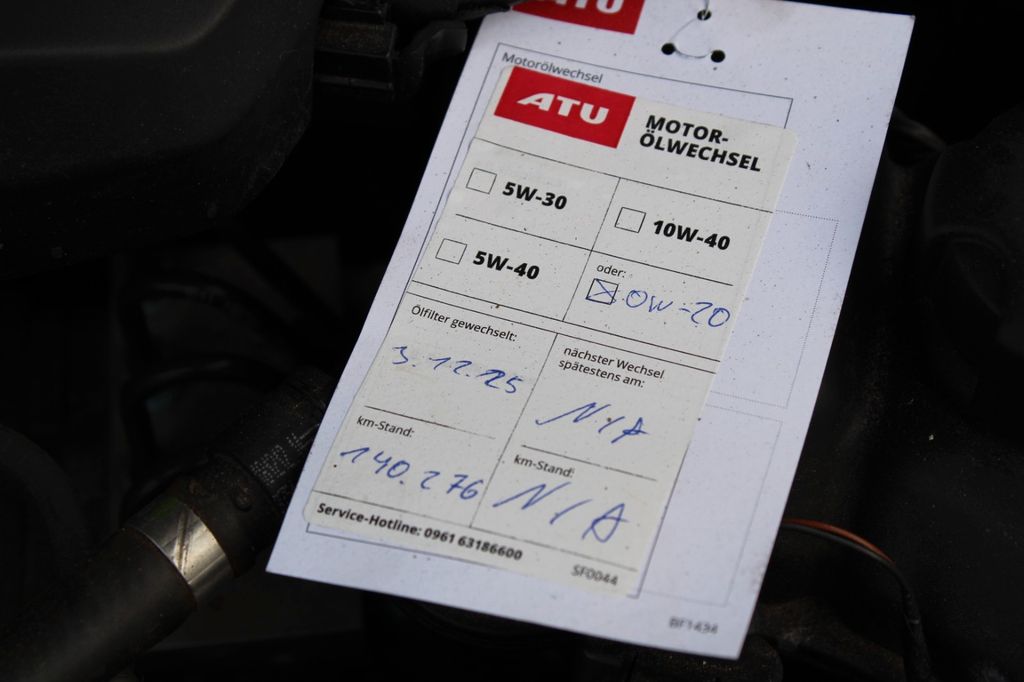 ATU
Motorölwechsel
ATU
MOTOR-
ÖLWECHSEL
5W-30
10W-40
5W-40
oder:
0W-20
Ölfilter gewechselt:
3.12.25
nächster Wechsel
spätestens am:
N/A
km-Stand:
140.276
km-Stand:
N/A
Service-Hotline: 0961 63186600
SF0044
BF1434